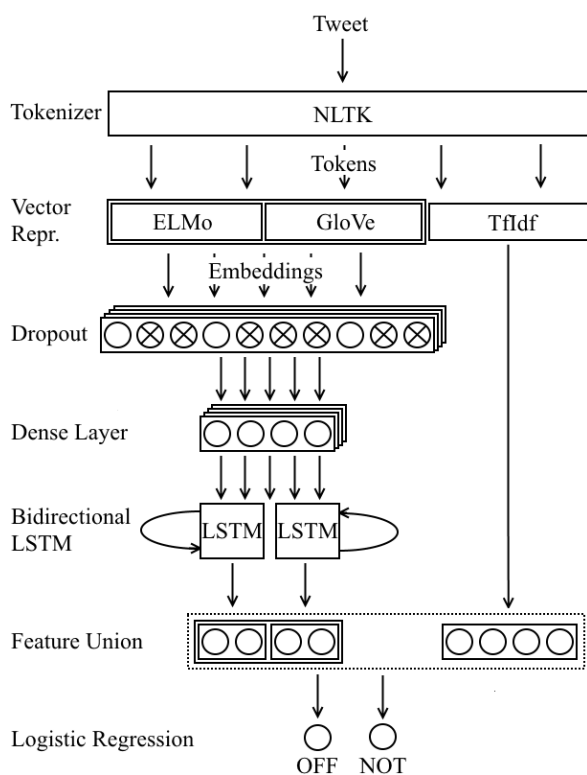 Tweet
Tokenizer
NLTK
Tokens
Vector
Repr.
ELMo
GloVe
TfIdf
Embeddings
Dropout
Dense Layer
Bidirectional
LSTM
LSTM
LSTM
Feature Union
Logistic Regression
OFF
NOT